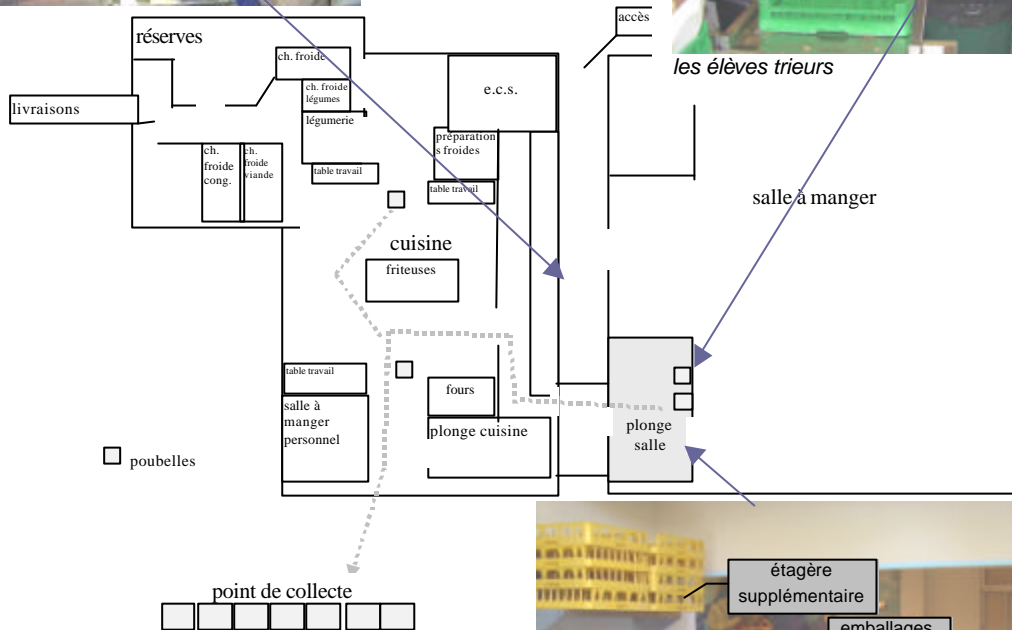 réserves
accès
ch. froide
les élèves trieurs
e.c.s.
ch. froide
légumes
livraisons
légumerie
préparation
s froides
ch.
froide
cong.
ch.
froide
viande
table travail
table travail
salle à manger
cuisine
friteuses
table travail
fours
salle à
manger
personnel
plonge cuisine
plonge
salle
poubelles
étagère
supplémentaire
point de collecte
emballages